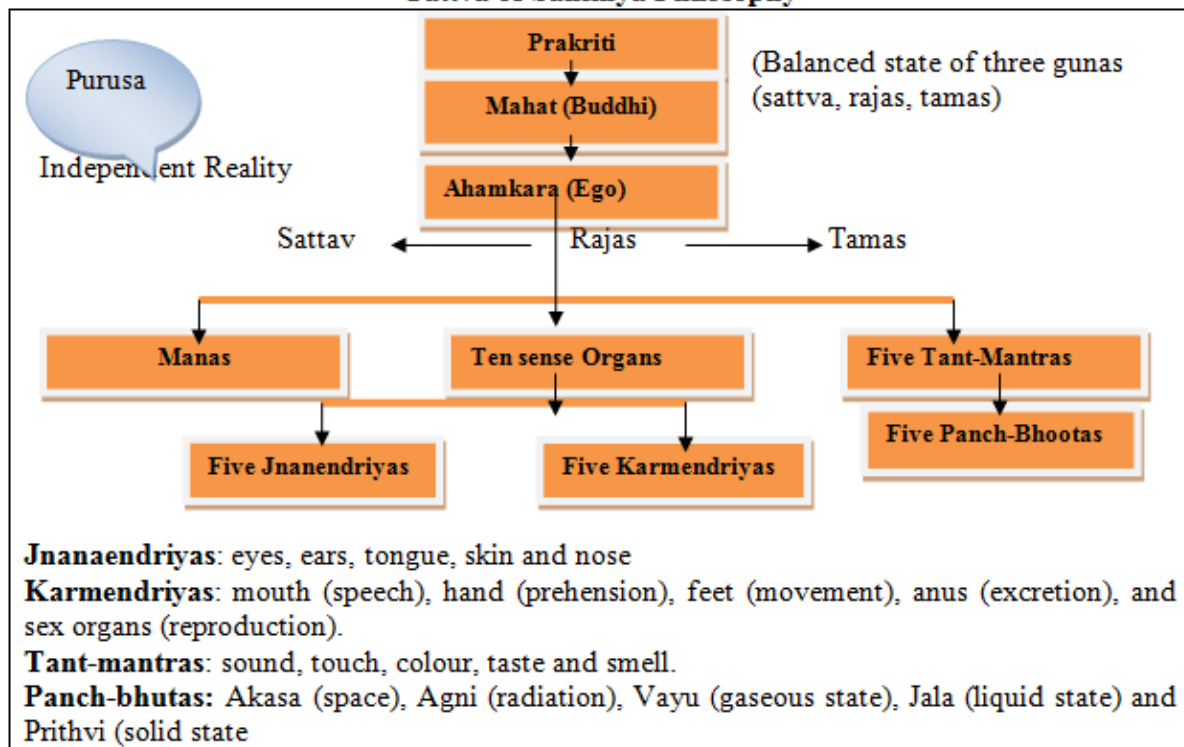 Prakriti
(Balanced state of three gunas
(sattva, rajas, tamas)
Purusa
Mahat (Buddhi)
Independent Reality
Ahamkara (Ego)
Sattav Rajas Tamas
Manas
Ten sense Organs
Five Tant-Mantras
Five Jnanendriyas
Five Karmendriyas
Five Panch-Bhootas
Jnanaendriyas: eyes, ears, tongue, skin and nose
Karmendriyas: mouth (speech), hand (prehension), feet (movement), anus (excretion), and
sex organs (reproduction).
Tant-mantras: sound, touch, colour, taste and smell.
Panch-bhutas: Akasa (space), Agni (radiation), Vayu (gaseous state), Jala (liquid state) and
Prithvi (solid state